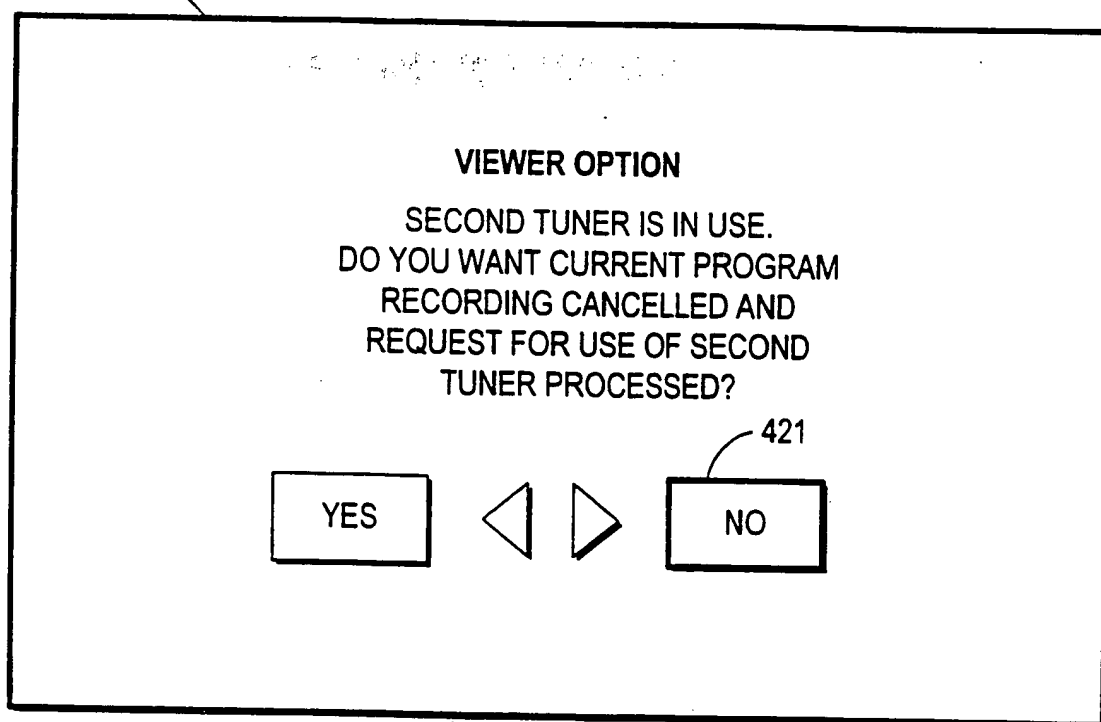 VIEWER OPTION
SECOND TUNER IS IN USE.
DO YOU WANT CURRENT PROGRAM
RECORDING CANCELLED AND
REQUEST FOR USE OF SECOND
TUNER PROCESSED?
421
YES
NO